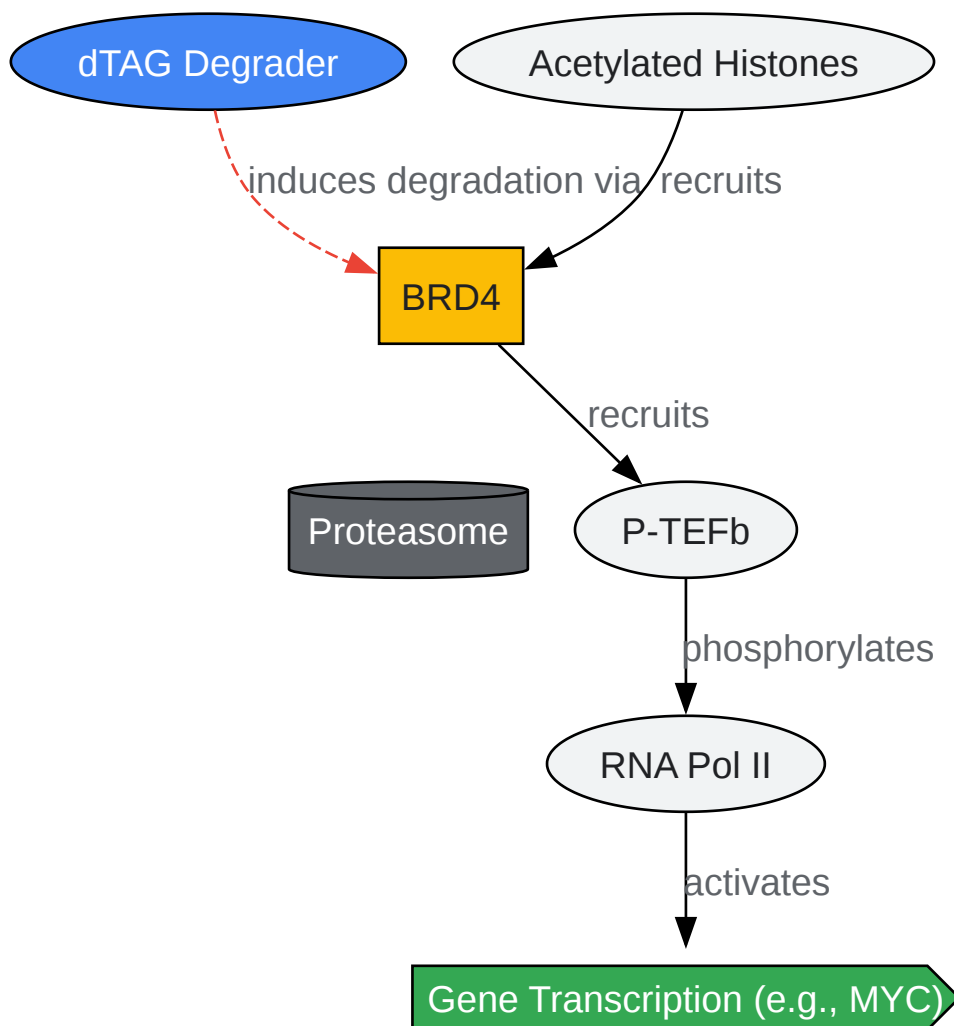 dTAG Degrader
Acetylated Histones
induces degradation via
recruits
BRD4
recruits
Proteasome
P-TEFb
phosphorylates
RNA Pol II
activates
Gene Transcription (e.g., MYC)